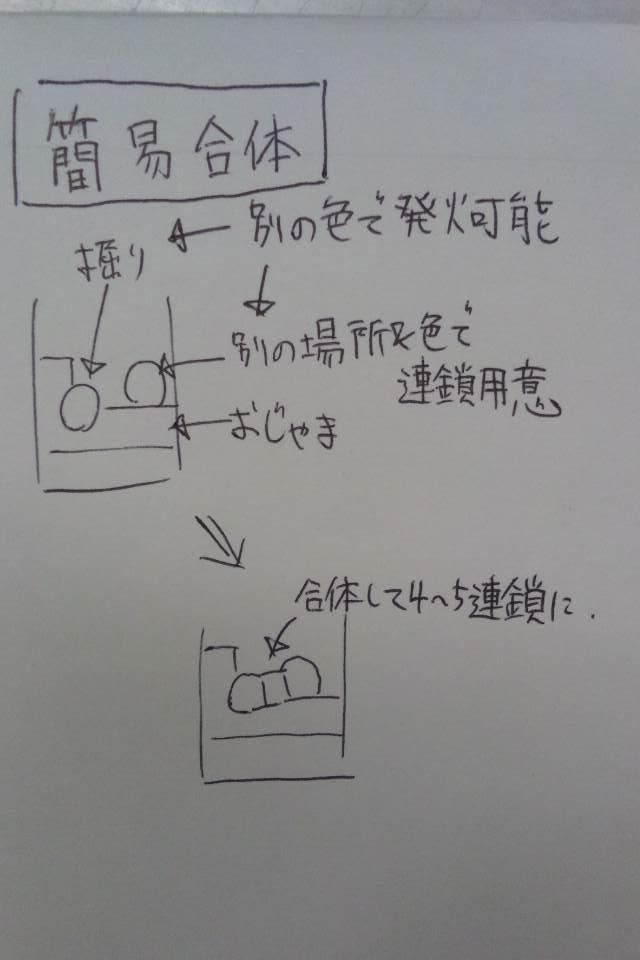 簡易合体
別の色で発火可能
掘り
別の場所&色で
連鎖用意
おじゃま
合体して4〜5連鎖に.